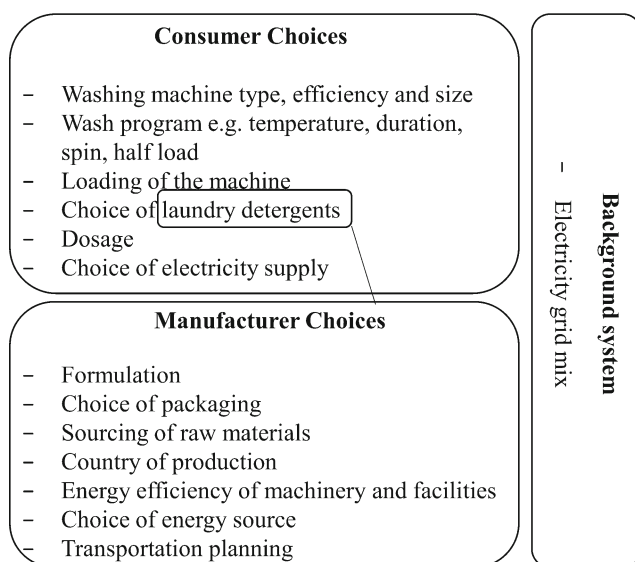 Consumer Choices
– Washing machine type, efficiency and size
– Wash program e.g. temperature, duration,
spin, half load
– Loading of the machine
– Choice of laundry detergents
– Dosage
– Choice of electricity supply
Manufacturer Choices
– Formulation
– Choice of packaging
– Sourcing of raw materials
– Country of production
– Energy efficiency of machinery and facilities
– Choice of energy source
– Transportation planning
Background system
– Electricity grid mix